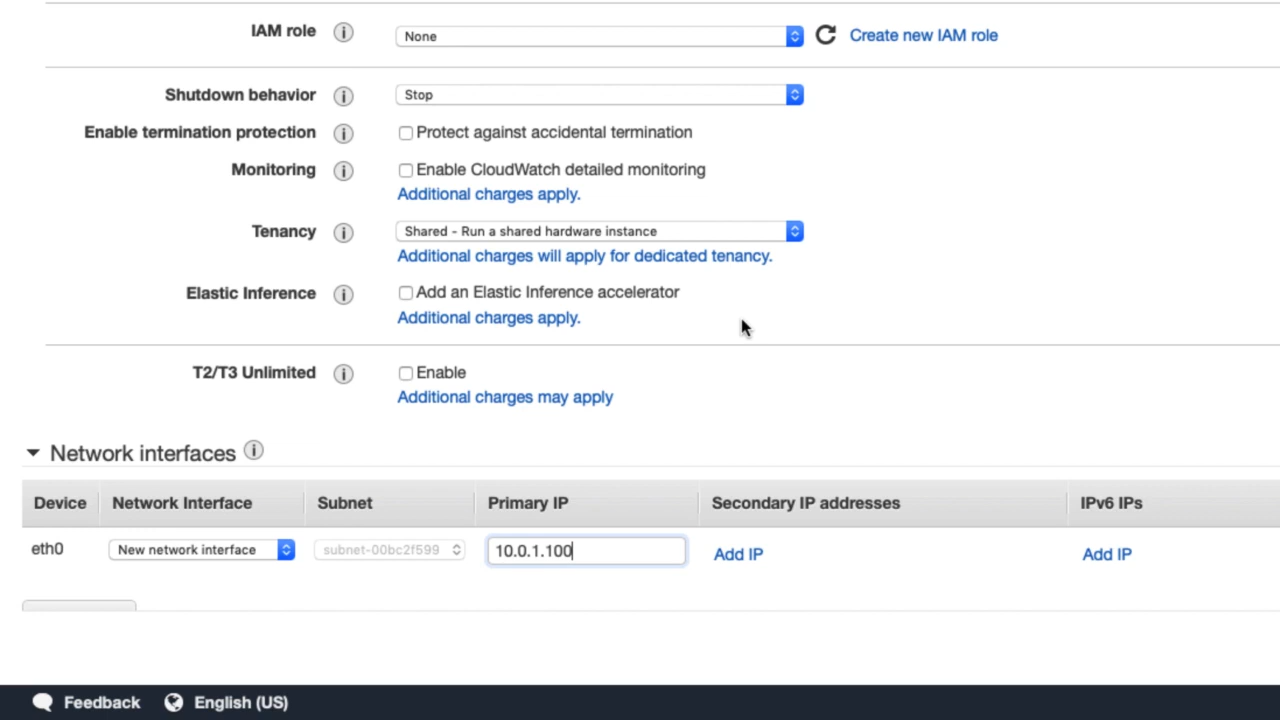 IAM role i None Create new IAM role
Shutdown behavior i Stop
Enable termination protection i Protect against accidental termination
Monitoring i Enable CloudWatch detailed monitoring
Additional charges apply.
Tenancy i Shared - Run a shared hardware instance
Additional charges will apply for dedicated tenancy.
Elastic Inference i Add an Elastic Inference accelerator
Additional charges apply.
T2/T3 Unlimited i Enable
Additional charges may apply
Network interfaces i
Device Network Interface Subnet Primary IP Secondary IP addresses IPv6 IPs
eth0 New network interface subnet-00bc2f599 10.0.1.100 Add IP Add IP
Feedback English (US)